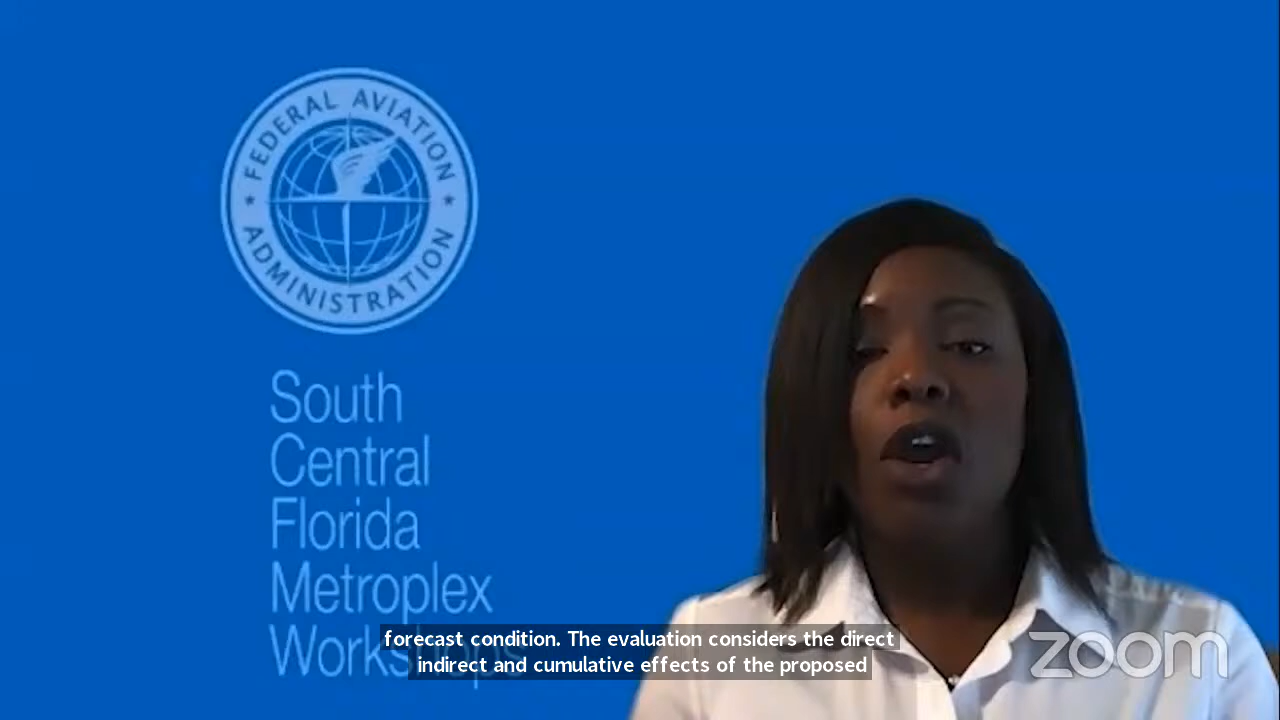 FEDERAL AVIATION
ADMINISTRATION
South
Central
Florida
Metroplex
Workshops
forecast condition. The evaluation considers the direct
indirect and cumulative effects of the proposed
zoom